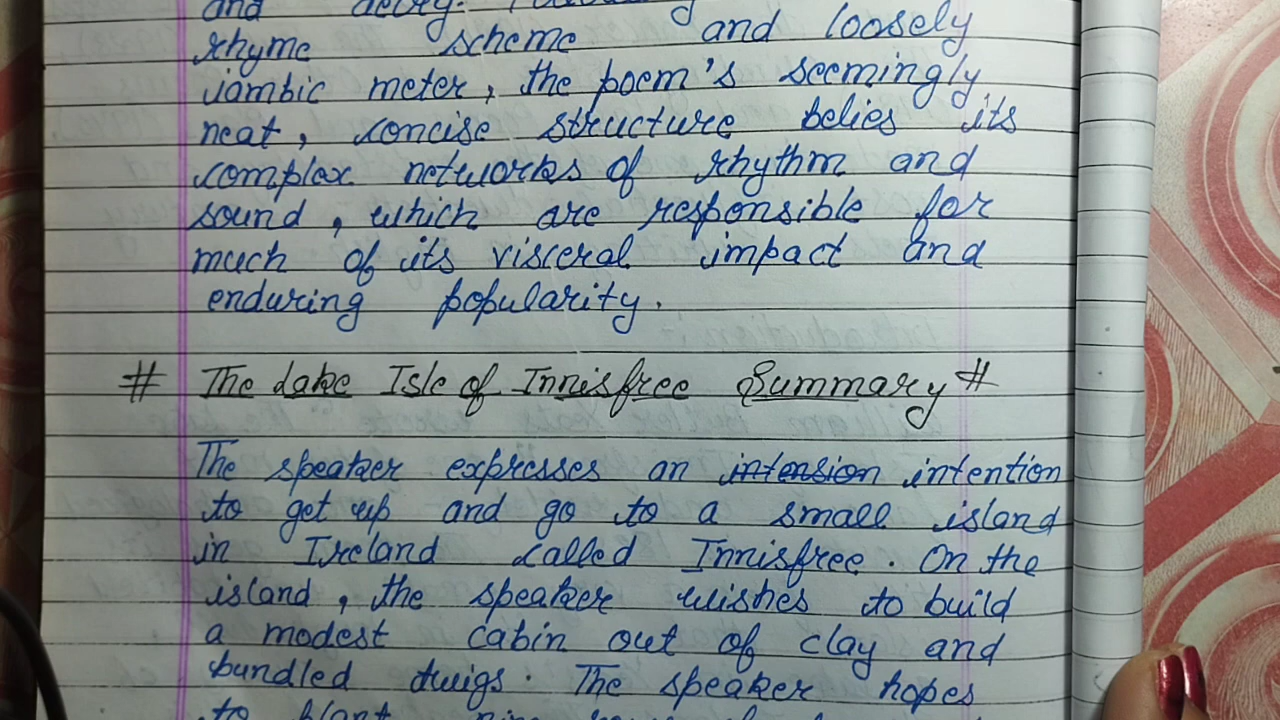 and
rhyme scheme and loosely
iambic meter, the poem's seemingly
neat, concise structure belies its
complex networks of rhythm and
sound, which are responsible for
much of its visceral impact and
enduring popularity.
# The Lake Isle of Innisfree Summary #
The speaker expresses an intension intention
to get up and go to a small island
in Ireland called Innisfree. On the
island, the speaker wishes to build
a modest cabin out of clay and
bundled twigs. The speaker hopes
to plant